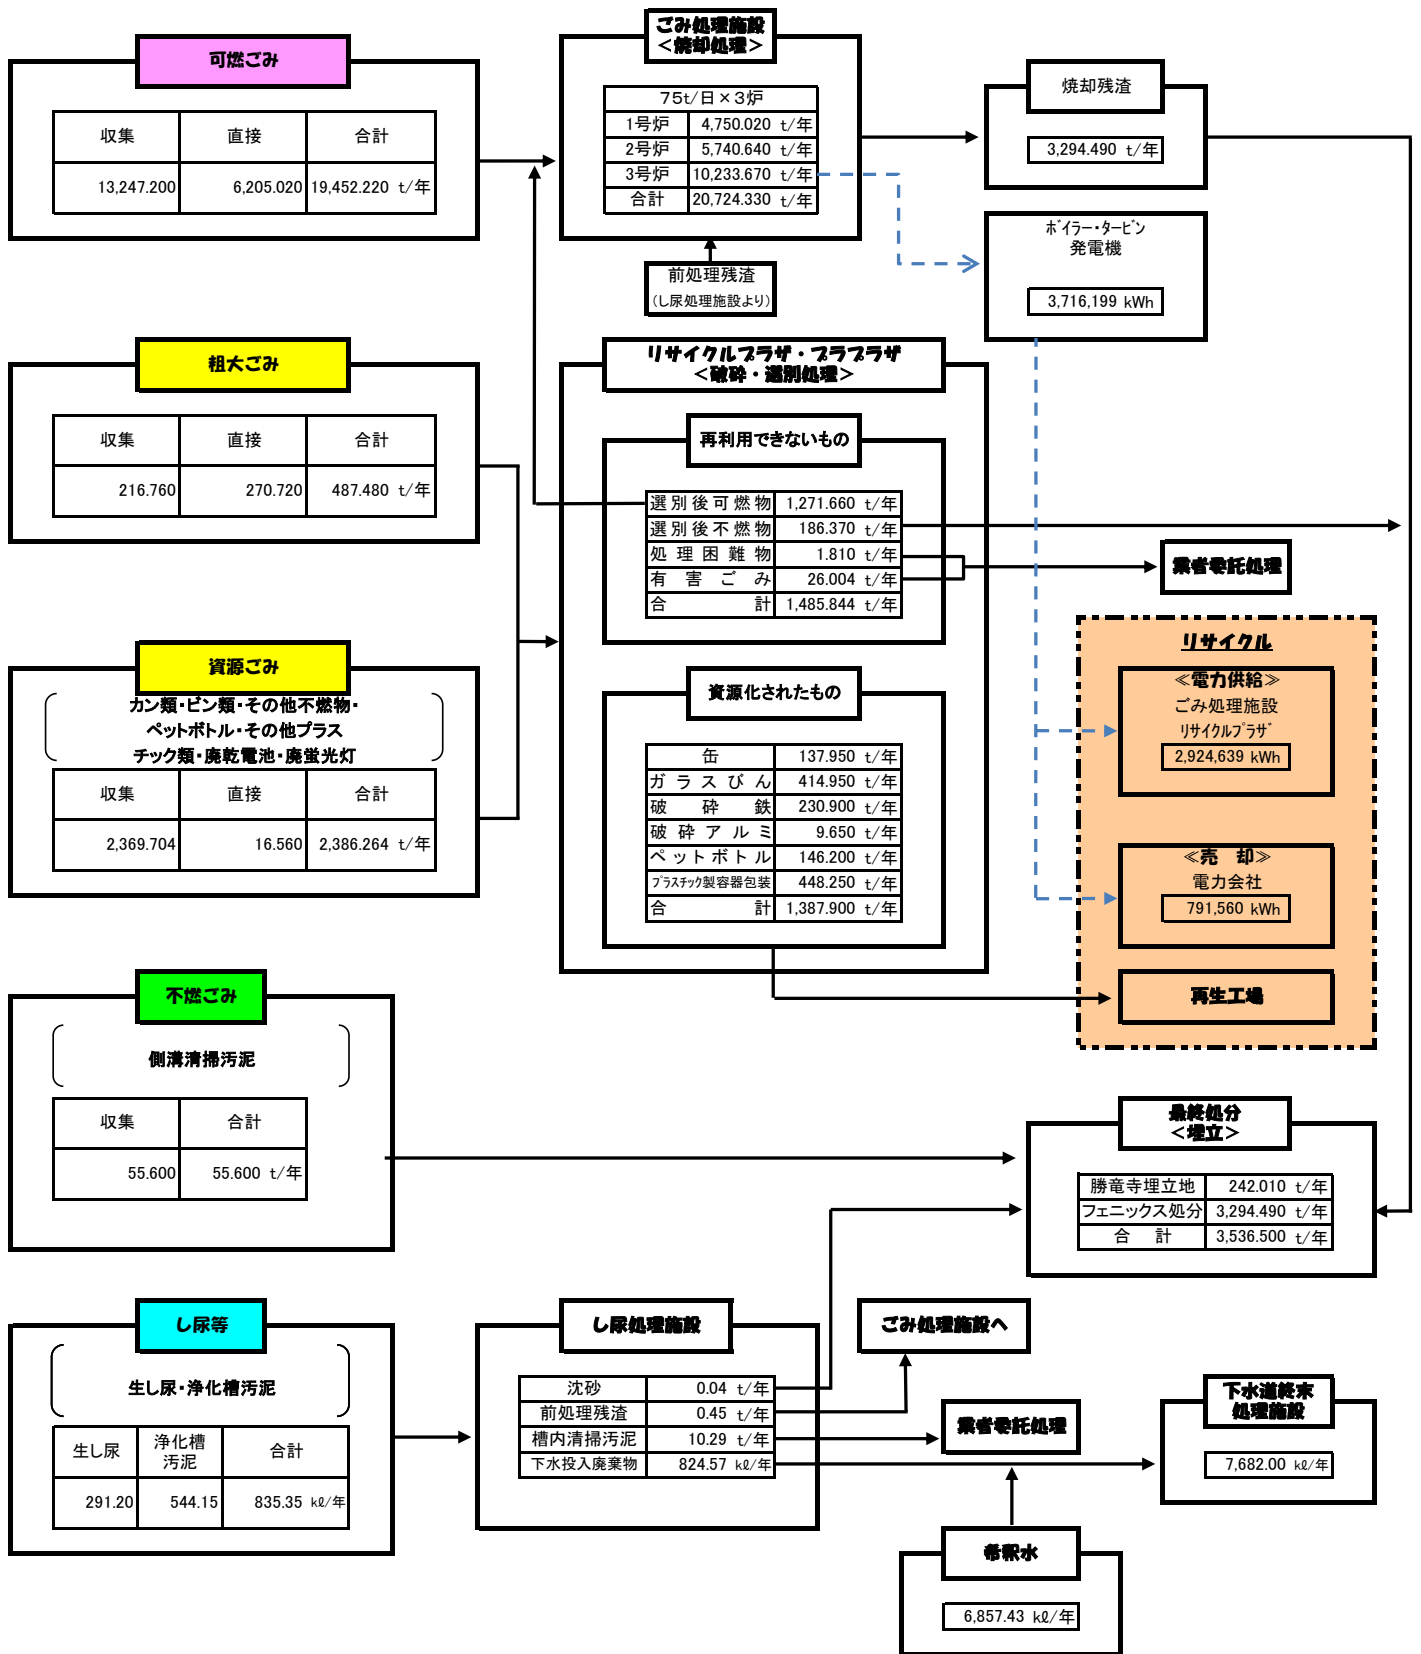 可燃ごみ
収集 直接 合計
13,247.200 6,205.020 19,452.220 t/年
ごみ処理施設
＜焼却処理＞
75t/日×3炉
1号炉 4,750.020 t/年
2号炉 5,740.640 t/年
3号炉 10,233.670 t/年
合計 20,724.330 t/年
前処理残渣
(し尿処理施設より)
焼却残渣
3,294.490 t/年
ﾎﾞｲﾗｰ・ﾀｰﾋﾞﾝ
発電機
3,716,199 kWh
粗大ごみ
収集 直接 合計
216.760 270.720 487.480 t/年
資源ごみ
カン類・ビン類・その他不燃物・
ペットボトル・その他プラス
チック類・廃乾電池・廃蛍光灯
収集 直接 合計
2,369.704 16.560 2,386.264 t/年
リサイクルプラザ・プラプラザ
＜破砕・選別処理＞
再利用できないもの
選別後可燃物 1,271.660 t/年
選別後不燃物 186.370 t/年
処理困難物 1.810 t/年
有害ごみ 26.004 t/年
合計 1,485.844 t/年
業者委託処理
資源化されたもの
缶 137.950 t/年
ガラスびん 414.950 t/年
破砕鉄 230.900 t/年
破砕アルミ 9.650 t/年
ペットボトル 146.200 t/年
ﾌﾟﾗｽﾁｯｸ製容器包装 448.250 t/年
合計 1,387.900 t/年
リサイクル
≪電力供給≫
ごみ処理施設
ﾘｻｲｸﾙﾌﾟﾗｻﾞ
2,924,639 kWh
≪売 却≫
電力会社
791,560 kWh
再生工場
不燃ごみ
側溝清掃汚泥
収集 合計
55.600 55.600 t/年
最終処分
＜埋立＞
勝竜寺埋立地 242.010 t/年
フェニックス処分 3,294.490 t/年
合 計 3,536.500 t/年
し尿等
生し尿・浄化槽汚泥
生し尿 浄化槽汚泥 合計
291.20 544.15 835.35 kℓ/年
し尿処理施設
沈砂 0.04 t/年
前処理残渣 0.45 t/年
槽内清掃汚泥 10.29 t/年
下水投入廃棄物 824.57 kℓ/年
ごみ処理施設へ
業者委託処理
下水道終末
処理施設
7,682.00 kℓ/年
希釈水
6,857.43 kℓ/年